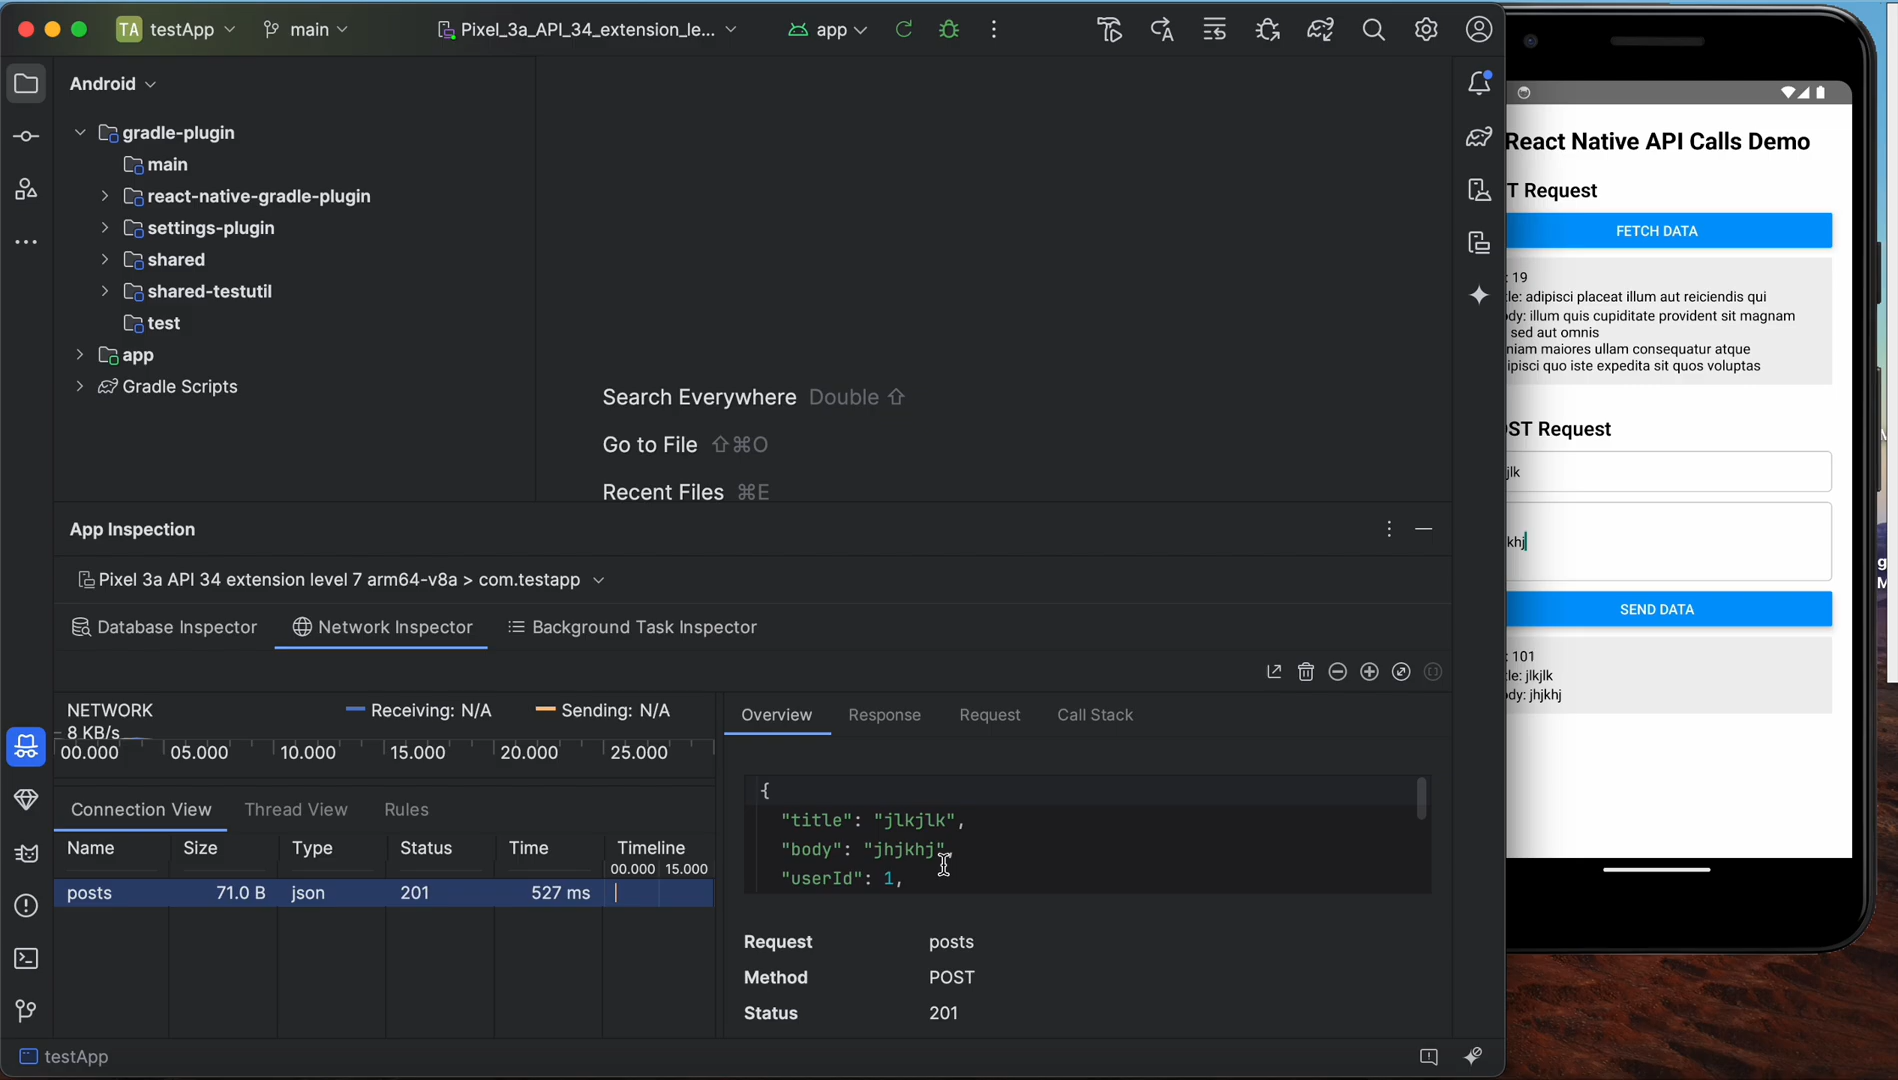 TA testApp
main
Pixel_3a_API_34_extension_le...
app
Android
gradle-plugin
main
react-native-gradle-plugin
settings-plugin
shared
shared-testutil
test
app
Gradle Scripts
Search Everywhere Double ⇧
Go to File ⇧⌘O
Recent Files ⌘E
App Inspection
Pixel 3a API 34 extension level 7 arm64-v8a > com.testapp
Database Inspector
Network Inspector
Background Task Inspector
NETWORK
Receiving: N/A
Sending: N/A
8 KB/s
00.000 05.000 10.000 15.000 20.000 25.000
Connection View
Thread View
Rules
Name Size Type Status Time Timeline
00.000 15.000
posts 71.0 B json 201 527 ms
Overview
Response
Request
Call Stack
{
"title": "jlkjlk",
"body": "jhjkhj",
"userId": 1,
Request posts
Method POST
Status 201
testApp
React Native API Calls Demo
T Request
FETCH DATA
: 19
le: adipisci placeat illum aut reiciendis qui
dy: illum quis cupiditate provident sit magnam
sed aut omnis
niam maiores ullam consequatur atque
ipisci quo iste expedita sit quos voluptas
ST Request
jlk
khj
SEND DATA
: 101
le: jlkjlk
dy: jhjkhj